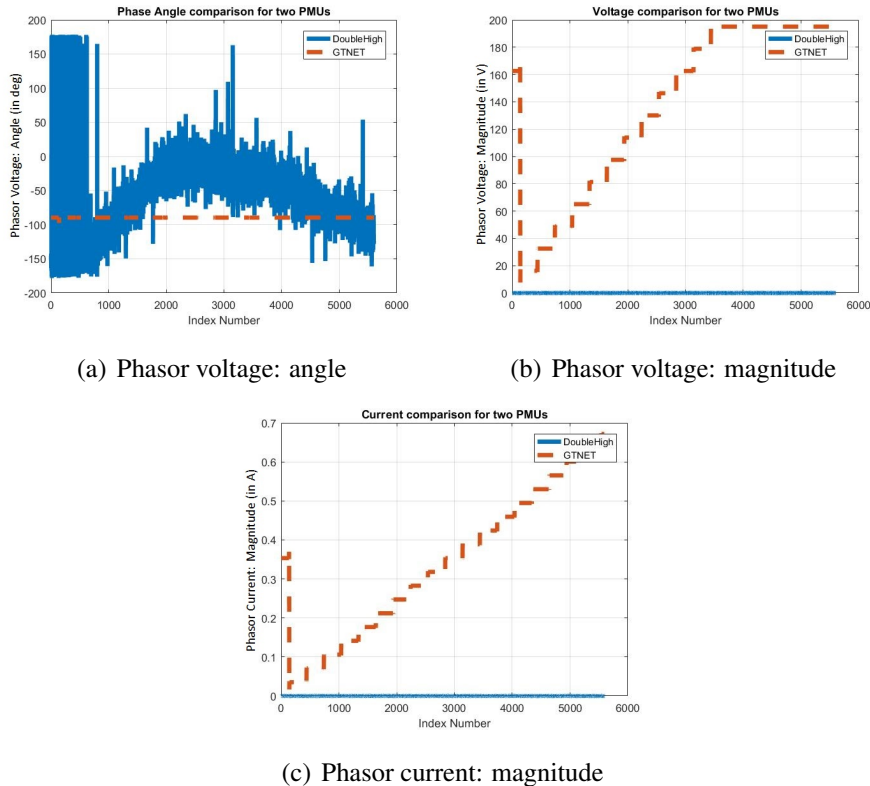 Phase Angle comparison for two PMUs
Phasor Voltage: Angle (in deg)
200
150
100
50
0
-50
-100
-150
-200
0 1000 2000 3000 4000 5000 6000
Index Number
DoubleHigh
GTNET
(a) Phasor voltage: angle
Voltage comparison for two PMUs
Phasor Voltage: Magnitude (in V)
200
180
160
140
120
100
80
60
40
20
0
0 1000 2000 3000 4000 5000 6000
Index Number
DoubleHigh
GTNET
(b) Phasor voltage: magnitude
Current comparison for two PMUs
Phasor Current: Magnitude (in A)
0.7
0.6
0.5
0.4
0.3
0.2
0.1
0
0 1000 2000 3000 4000 5000 6000
Index Number
DoubleHigh
GTNET
(c) Phasor current: magnitude